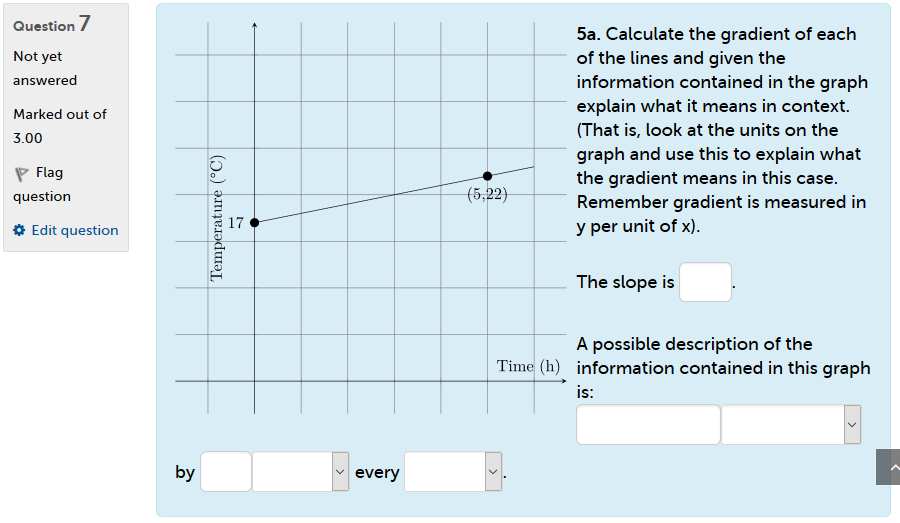 Question 7
Not yet
answered
Marked out of
3.00
Flag
question
Edit question
Temperature (°C)
17
(5,22)
Time (h)
5a. Calculate the gradient of each
of the lines and given the
information contained in the graph
explain what it means in context.
(That is, look at the units on the
graph and use this to explain what
the gradient means in this case.
Remember gradient is measured in
y per unit of x).
The slope is .
A possible description of the
information contained in this graph
is:
by every .